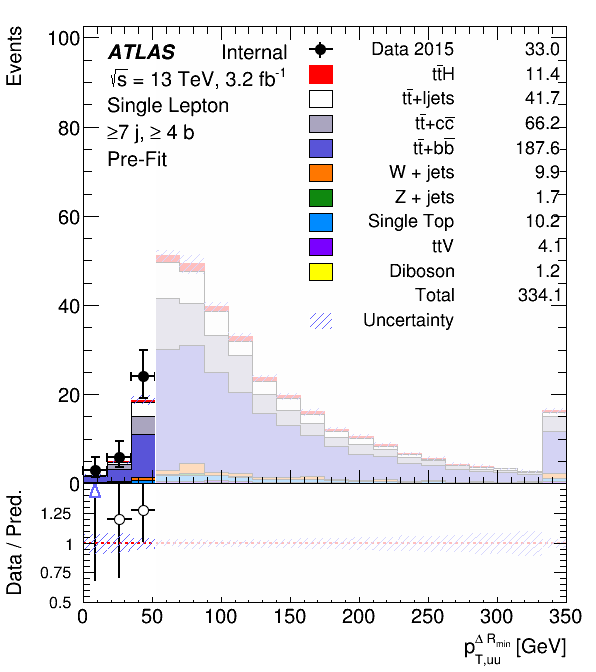 Events
100
80
60
40
20
0
ATLAS Internal
√s = 13 TeV, 3.2 fb⁻¹
Single Lepton
≥7 j, ≥ 4 b
Pre-Fit
Data 2015 33.0
tt̄H 11.4
tt̄+ljets 41.7
tt̄+cc̄ 66.2
tt̄+bb̄ 187.6
W + jets 9.9
Z + jets 1.7
Single Top 10.2
ttV 4.1
Diboson 1.2
Total 334.1
Uncertainty
Data / Pred.
1.25
1
0.75
0.5
0 50 100 150 200 250 300 350
p_{T,uu}^{Δ R_{min}} [GeV]